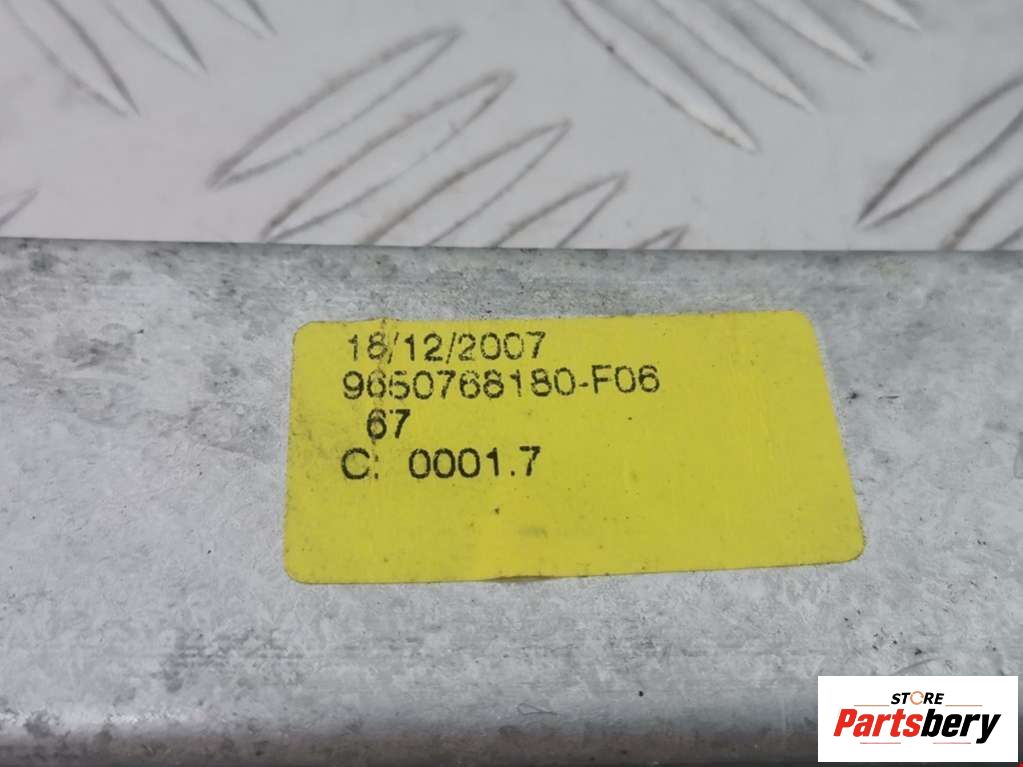 18/12/2007
9650768180-F06
67
C: 0001.7
STORE
Partsbery